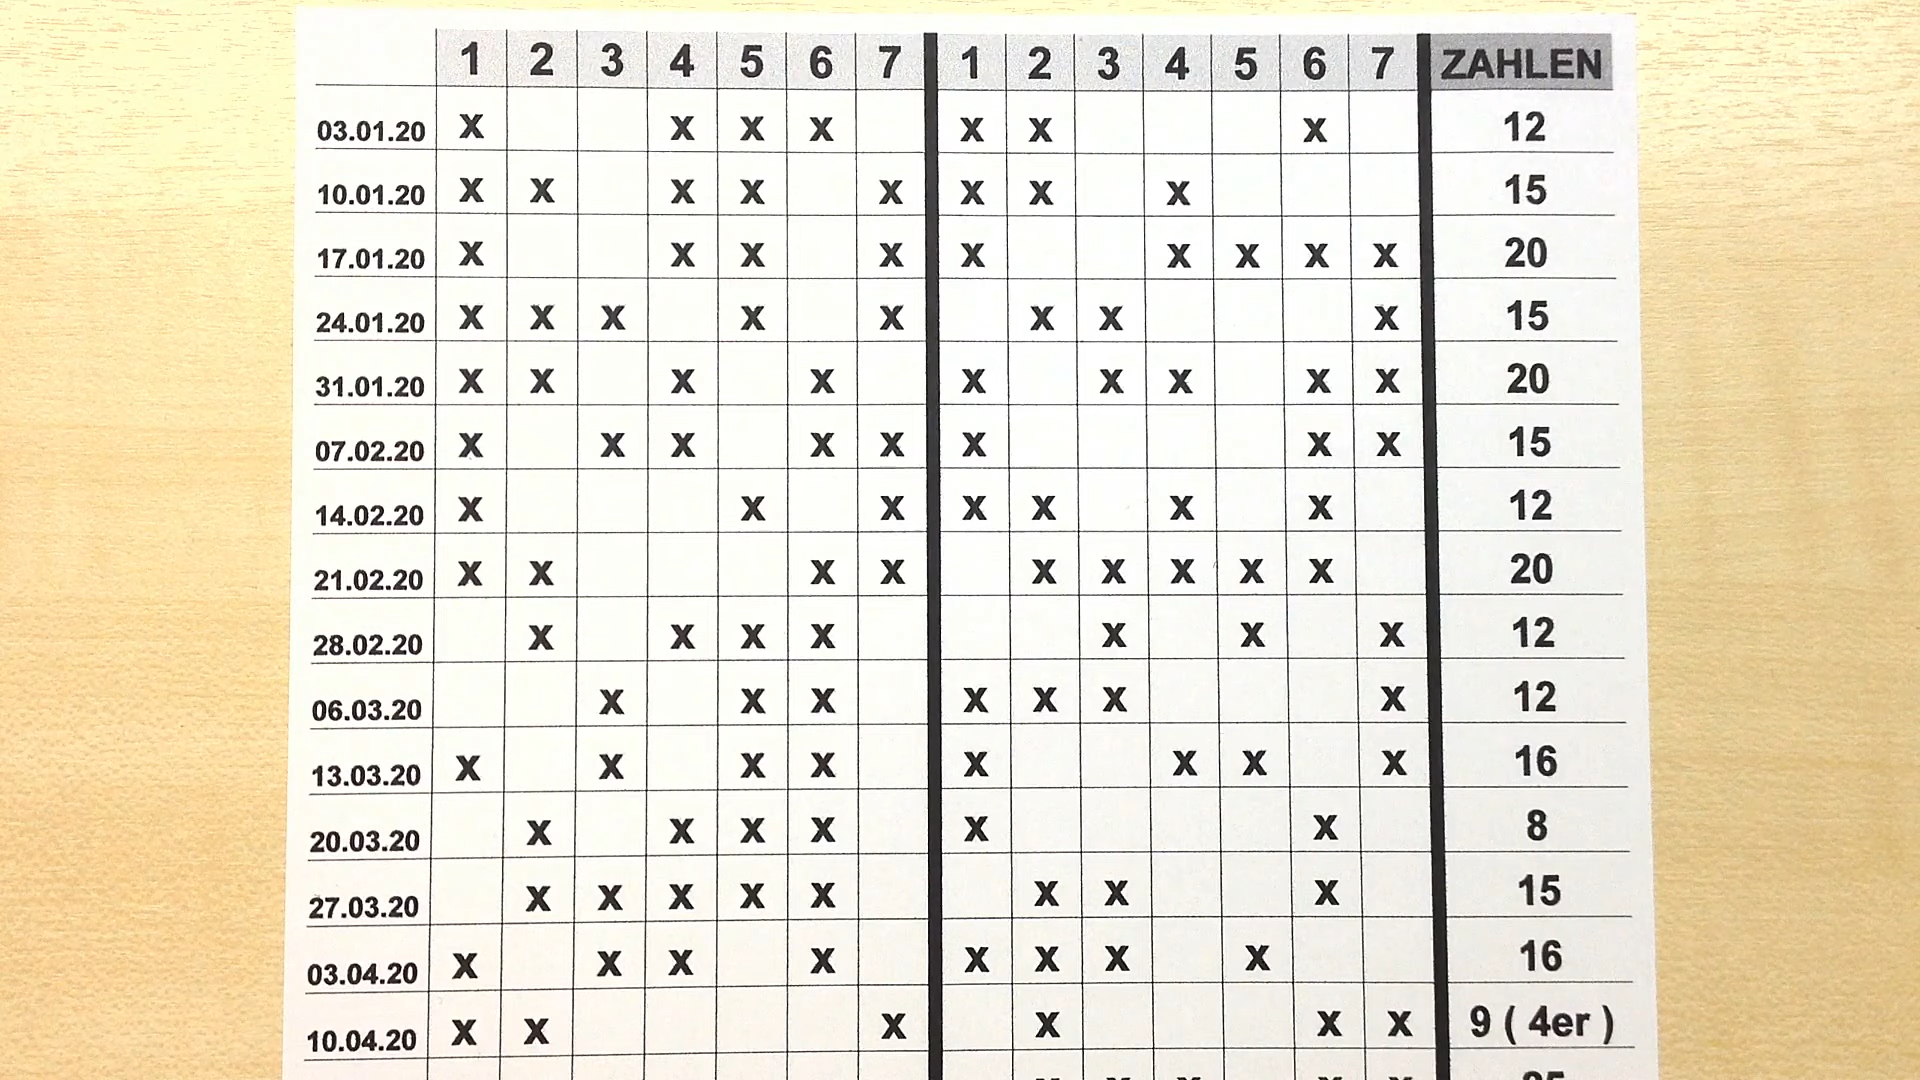 1 2 3 4 5 6 7 1 2 3 4 5 6 7 ZAHLEN
03.01.20 X X X X X X X 12
10.01.20 X X X X X X X X 15
17.01.20 X X X X X X X X X 20
24.01.20 X X X X X X X X 15
31.01.20 X X X X X X X X X 20
07.02.20 X X X X X X X X 15
14.02.20 X X X X X X X 12
21.02.20 X X X X X X X X X 20
28.02.20 X X X X X X X 12
06.03.20 X X X X X X X 12
13.03.20 X X X X X X X X 16
20.03.20 X X X X X X 8
27.03.20 X X X X X X X X 15
03.04.20 X X X X X X X X 16
10.04.20 X X X X X X 9 ( 4er )